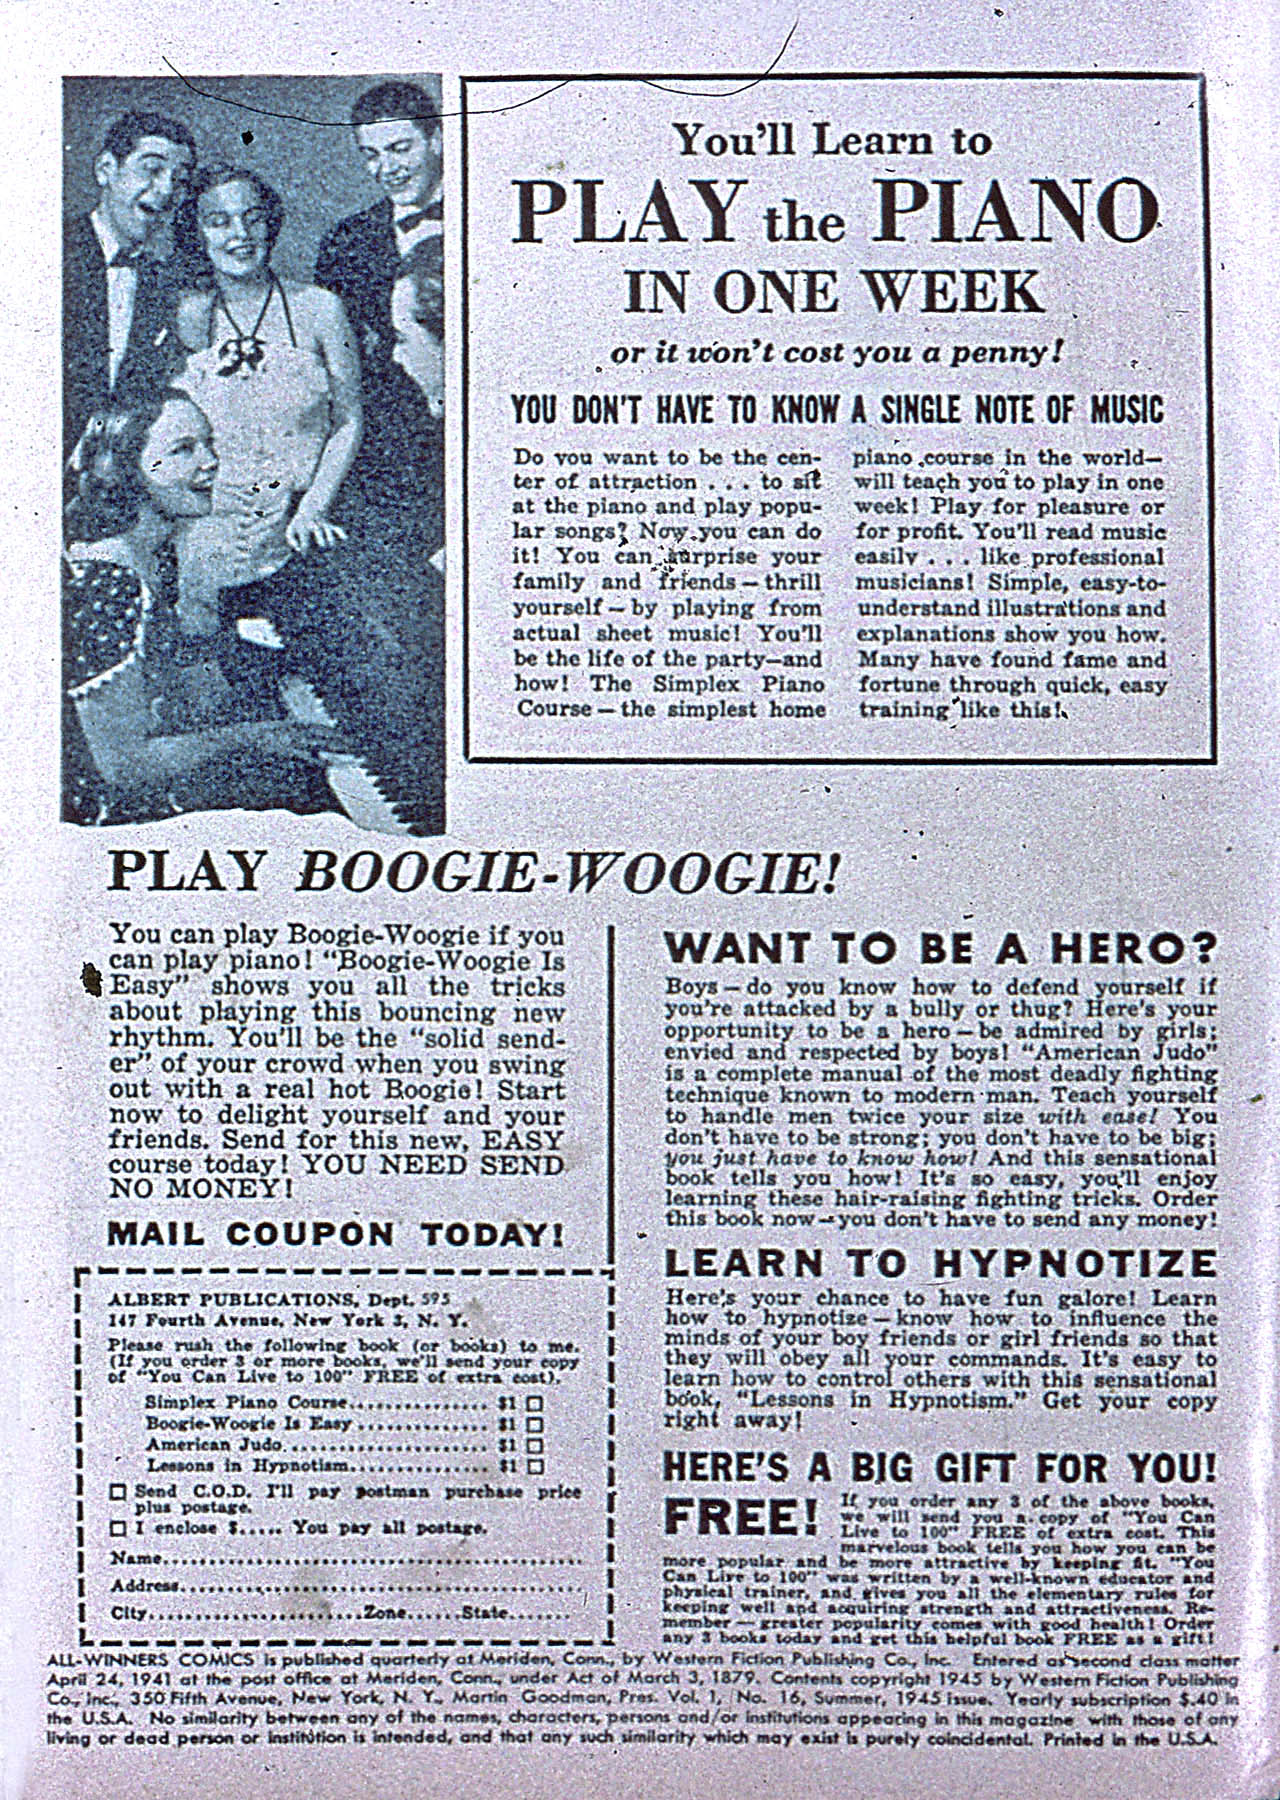 You'll Learn to
PLAY the PIANO
IN ONE WEEK
or it won't cost you a penny!
YOU DON'T HAVE TO KNOW A SINGLE NOTE OF MUSIC
Do you want to be the cen-
ter of attraction . . . to sit
at the piano and play popu-
lar songs? Now you can do
it! You can surprise your
family and friends — thrill
yourself — by playing from
actual sheet music! You'll
be the life of the party—and
how! The Simplex Piano
Course — the simplest home
piano course in the world—
will teach you to play in one
week! Play for pleasure or
for profit. You'll read music
easily . . . like professional
musicians! Simple, easy-to-
understand illustrations and
explanations show you how.
Many have found fame and
fortune through quick, easy
training like this!
PLAY BOOGIE-WOOGIE!
You can play Boogie-Woogie if you
can play piano! "Boogie-Woogie Is
Easy" shows you all the tricks
about playing this bouncing new
rhythm. You'll be the "solid send-
er" of your crowd when you swing
out with a real hot Boogie! Start
now to delight yourself and your
friends. Send for this new, EASY
course today! YOU NEED SEND
NO MONEY!
MAIL COUPON TODAY!
ALBERT PUBLICATIONS, Dept. 595
147 Fourth Avenue, New York 3, N. Y.
Please rush the following book (or books) to me.
(If you order 3 or more books, we'll send your copy
of "You Can Live to 100" FREE of extra cost).
Simplex Piano Course............... $1 □
Boogie-Woogie Is Easy.............. $1 □
American Judo...................... $1 □
Lessons in Hypnotism............... $1 □
□ Send C.O.D. I'll pay postman purchase price
plus postage.
□ I enclose $..... You pay all postage.
Name..........................................
Address.......................................
City......................Zone......State.......
WANT TO BE A HERO?
Boys — do you know how to defend yourself if
you're attacked by a bully or thug? Here's your
opportunity to be a hero — be admired by girls;
envied and respected by boys! "American Judo"
is a complete manual of the most deadly fighting
technique known to modern man. Teach yourself
to handle men twice your size with ease! You
don't have to be strong; you don't have to be big;
you just have to know how! And this sensational
book tells you how! It's so easy, you'll enjoy
learning these hair-raising fighting tricks. Order
this book now — you don't have to send any money!
LEARN TO HYPNOTIZE
Here's your chance to have fun galore! Learn
how to hypnotize — know how to influence the
minds of your boy friends or girl friends so that
they will obey all your commands. It's easy to
learn how to control others with this sensational
book, "Lessons in Hypnotism." Get your copy
right away!
HERE'S A BIG GIFT FOR YOU!
FREE! If you order any 3 of the above books,
we will send you a copy of "You Can
Live to 100" FREE of extra cost. This
marvelous book tells you how you can be
more popular and be more attractive by keeping fit. "You
Can Live to 100" was written by a well-known educator and
physical trainer, and gives you all the elementary rules for
keeping well and acquiring strength and attractiveness. Re-
member — greater popularity comes with good health! Order
any 3 books today and get this helpful book FREE as a gift!
ALL-WINNERS COMICS is published quarterly at Meriden, Conn., by Western Fiction Publishing Co., Inc. Entered as second class matter
April 24, 1941 at the post office at Meriden, Conn., under Act of March 3, 1879. Contents copyright 1945 by Western Fiction Publishing
Co., Inc., 350 Fifth Avenue, New York, N. Y., Martin Goodman, Pres. Vol. 1, No. 16, Summer, 1945 issue. Yearly subscription $.40 in
the U.S.A. No similarity between any of the names, characters, persons and/or institutions appearing in this magazine with those of any
living or dead person or institution is intended, and that any such similarity which may exist is purely coincidental. Printed in the U.S.A.